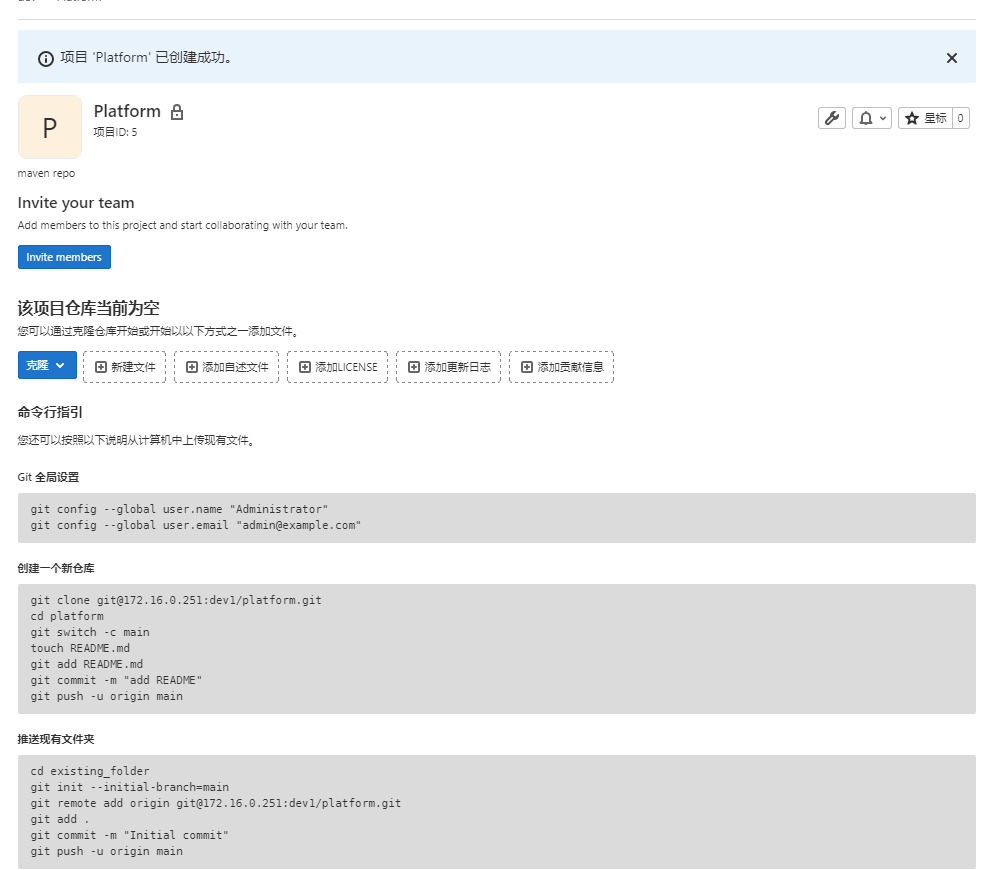 项目 'Platform' 已创建成功。
P
Platform
项目ID: 5
星标 0
maven repo
Invite your team
Add members to this project and start collaborating with your team.
Invite members
该项目仓库当前为空
您可以通过克隆仓库开始或开始以以下方式之一添加文件。
克隆 新建文件 添加自述文件 添加LICENSE 添加更新日志 添加贡献信息
命令行指引
您还可以按照以下说明从计算机中上传现有文件。
Git 全局设置
git config --global user.name "Administrator"
git config --global user.email "admin@example.com"
创建一个新仓库
git clone git@172.16.0.251:dev1/platform.git
cd platform
git switch -c main
touch README.md
git add README.md
git commit -m "add README"
git push -u origin main
推送现有文件夹
cd existing_folder
git init --initial-branch=main
git remote add origin git@172.16.0.251:dev1/platform.git
git add .
git commit -m "Initial commit"
git push -u origin main